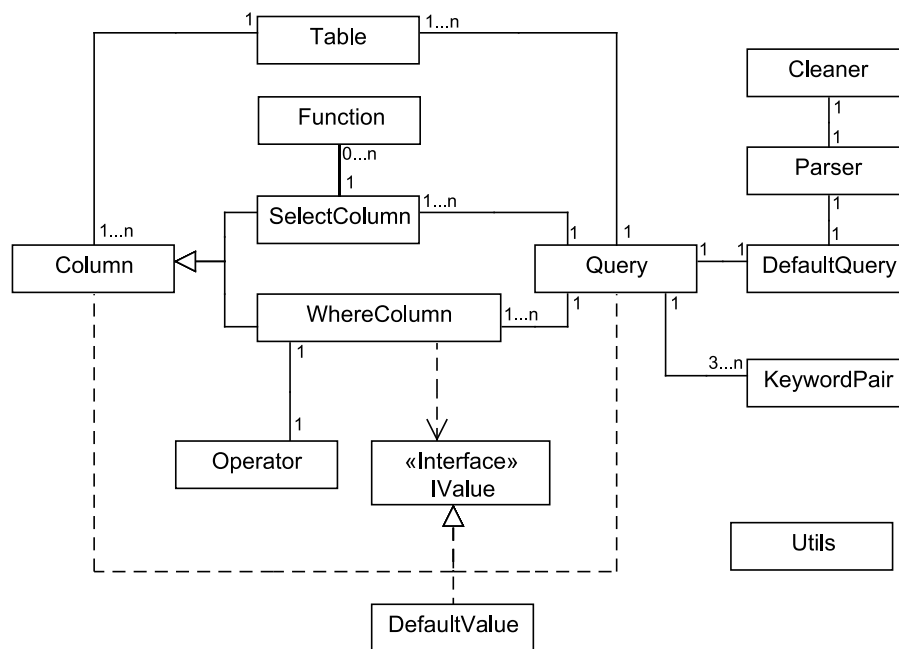 1
Table
1...n
Cleaner
1
Function
1
0...n
Parser
1
1
SelectColumn
1...n
1
1...n
Column
1
1
Query
1
1
DefaultQuery
1
WhereColumn
1...n
1
1
1
3...n
KeywordPair
1
Operator
«Interface»
IValue
Utils
DefaultValue